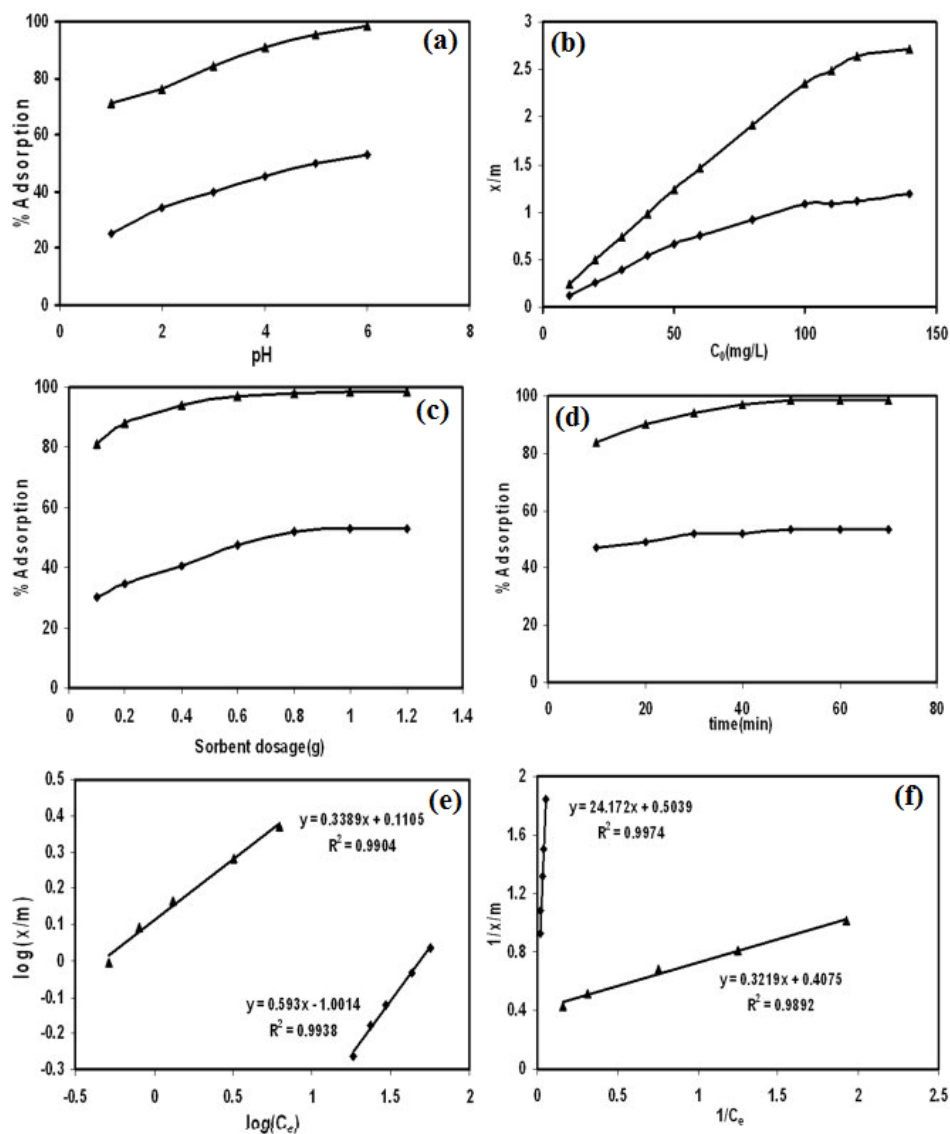 (a)
100
80
60
40
20
0
% Adsorption
0 2 4 6 8
pH
(b)
3
2.5
2
1.5
1
0.5
0
x/m
0 50 100 150
C₀(mg/L)
(c)
100
80
60
40
20
0
% Adsorption
0 0.2 0.4 0.6 0.8 1 1.2 1.4
Sorbent dosage(g)
(d)
100
80
60
40
20
0
% Adsorption
0 20 40 60 80
time(min)
(e)
0.5
0.4
0.3
0.2
0.1
0
-0.1
-0.2
-0.3
log(x/m)
y = 0.3389x + 0.1105
R² = 0.9904
y = 0.593x - 1.0014
R² = 0.9938
-0.5 0 0.5 1 1.5 2
log(Cₑ)
(f)
2
1.6
1.2
0.8
0.4
0
1/x/m
y = 24.172x + 0.5039
R² = 0.9974
y = 0.3219x + 0.4075
R² = 0.9892
0 0.5 1 1.5 2 2.5
1/Cₑ